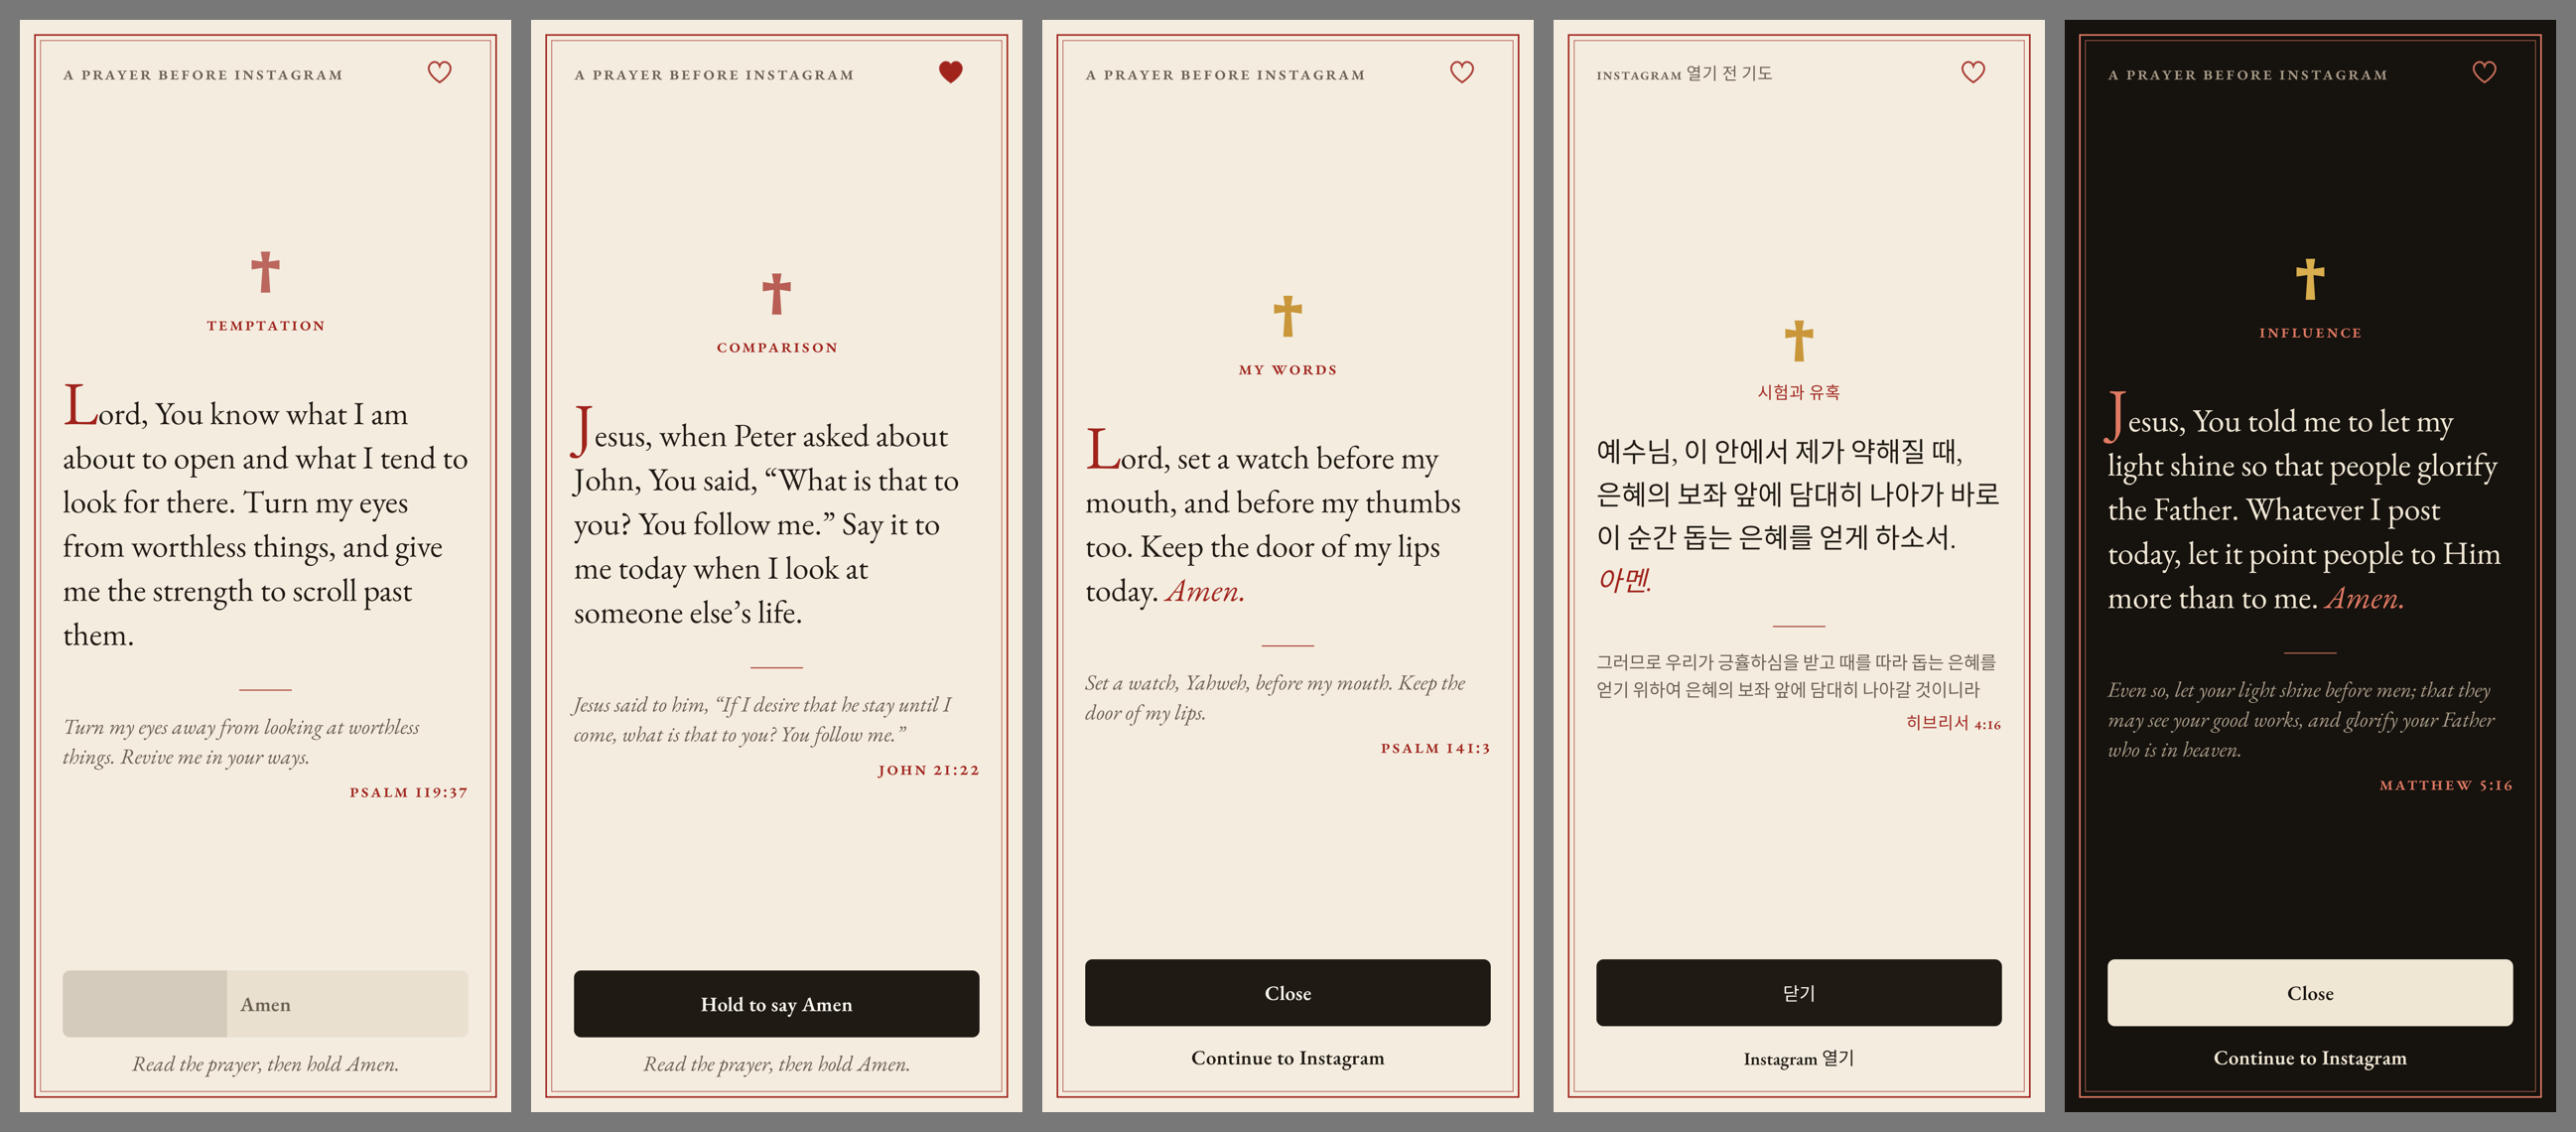 A PRAYER BEFORE INSTAGRAM
TEMPTATION
Lord, You know what I am
about to open and what I tend to
look for there. Turn my eyes
from worthless things, and give
me the strength to scroll past
them.
Turn my eyes away from looking at worthless
things. Revive me in your ways.
PSALM 119:37
Amen
Read the prayer, then hold Amen.
A PRAYER BEFORE INSTAGRAM
COMPARISON
Jesus, when Peter asked about
John, You said, “What is that to
you? You follow me.” Say it to
me today when I look at
someone else’s life.
Jesus said to him, “If I desire that he stay until I
come, what is that to you? You follow me.”
JOHN 21:22
Hold to say Amen
Read the prayer, then hold Amen.
A PRAYER BEFORE INSTAGRAM
MY WORDS
Lord, set a watch before my
mouth, and before my thumbs
too. Keep the door of my lips
today. Amen.
Set a watch, Yahweh, before my mouth. Keep the
door of my lips.
PSALM 141:3
Close
Continue to Instagram
INSTAGRAM 열기 전 기도
시험과 유혹
예수님, 이 안에서 제가 약해질 때,
은혜의 보좌 앞에 담대히 나아가 바로
이 순간 돕는 은혜를 얻게 하소서.
아멘.
그러므로 우리가 긍휼하심을 받고 때를 따라 돕는 은혜를
얻기 위하여 은혜의 보좌 앞에 담대히 나아갈 것이니라
히브리서 4:16
닫기
Instagram 열기
A PRAYER BEFORE INSTAGRAM
INFLUENCE
Jesus, You told me to let my
light shine so that people glorify
the Father. Whatever I post
today, let it point people to Him
more than to me. Amen.
Even so, let your light shine before men; that they
may see your good works, and glorify your Father
who is in heaven.
MATTHEW 5:16
Close
Continue to Instagram